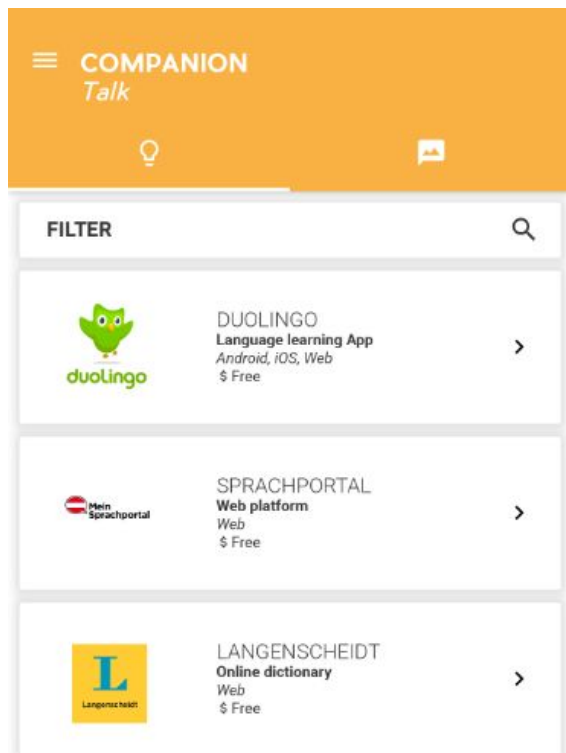 COMPANION
Talk
FILTER
duolingo
DUOLINGO
Language learning App
Android, iOS, Web
$ Free
Mein
Sprachportal
SPRACHPORTAL
Web platform
Web
$ Free
L
Langenscheidt
LANGENSCHEIDT
Online dictionary
Web
$ Free